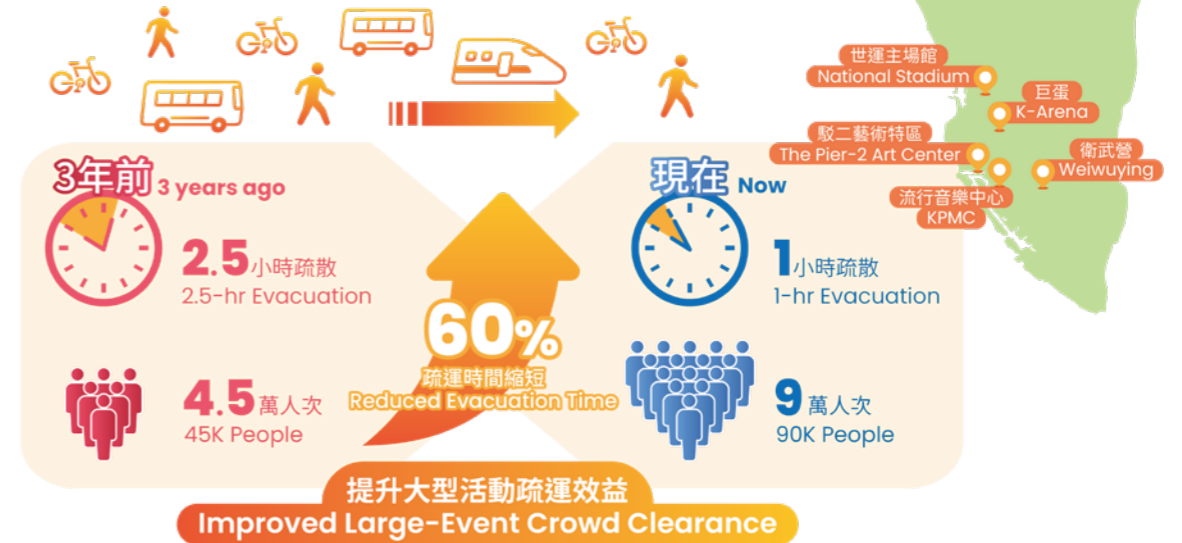 世運主場館
National Stadium
巨蛋
K-Arena
駁二藝術特區
The Pier-2 Art Center
衛武營
Weiwuying
流行音樂中心
KPMC
3年前 3 years ago
2.5小時疏散
2.5-hr Evacuation
4.5萬人次
45K People
60%
疏運時間縮短
Reduced Evacuation Time
現在 Now
1小時疏散
1-hr Evacuation
9萬人次
90K People
提升大型活動疏運效益
Improved Large-Event Crowd Clearance